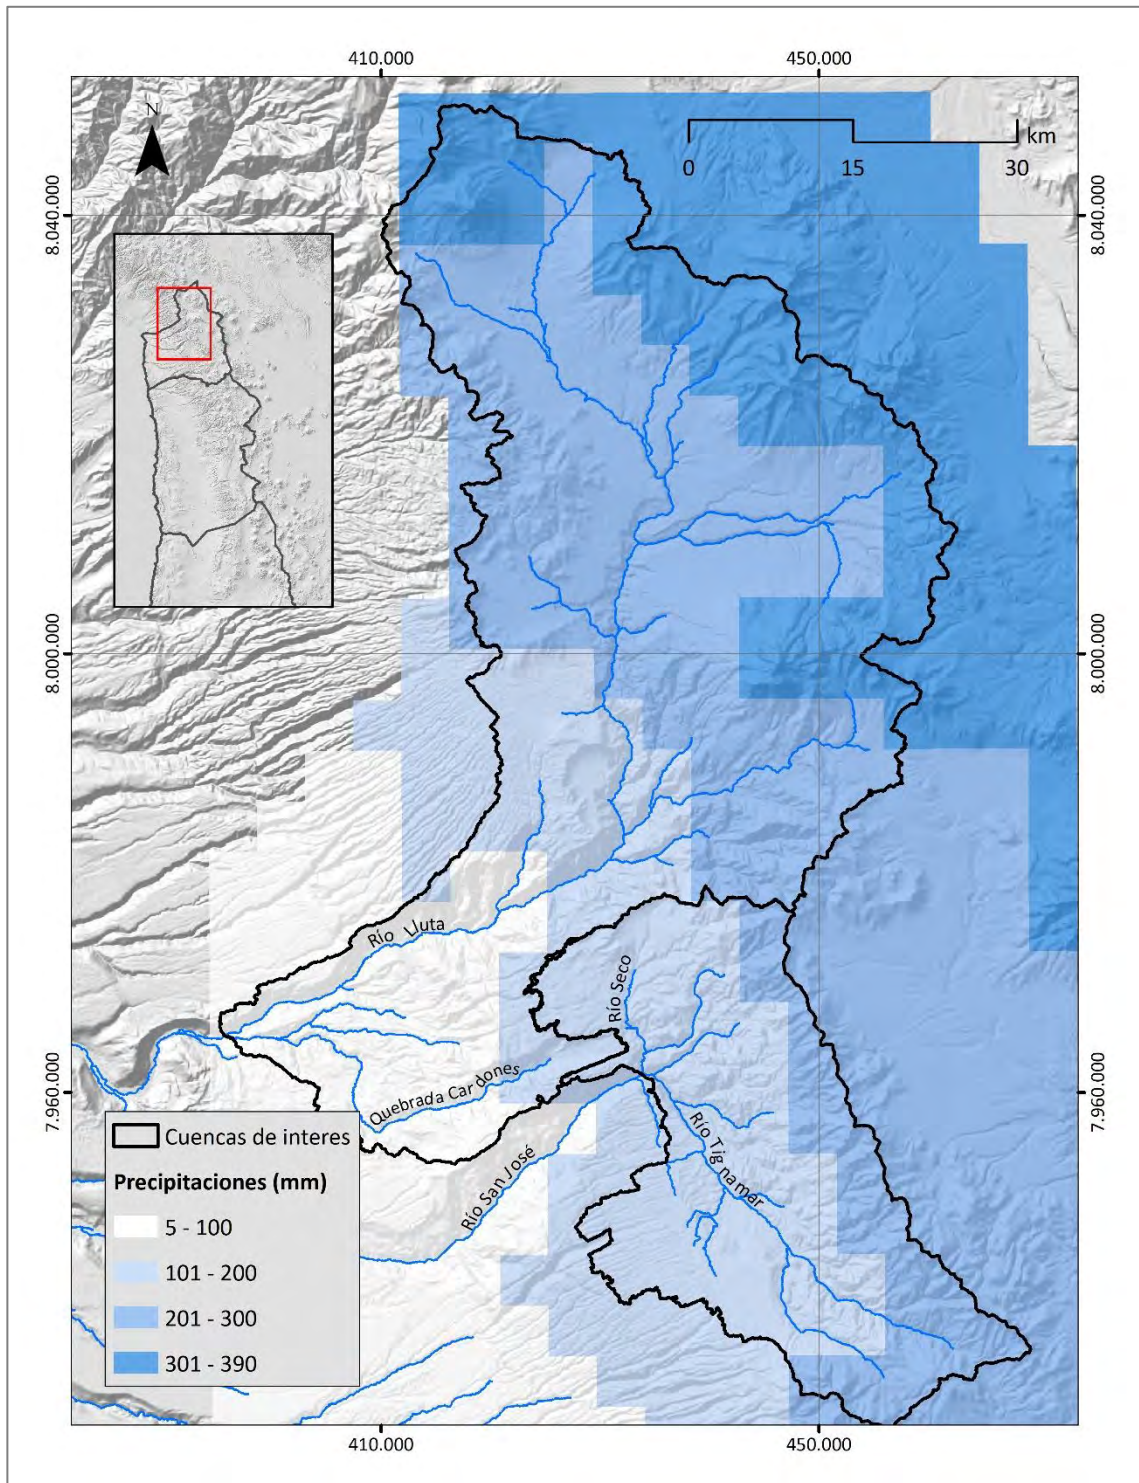 410.000
450.000
N
km
0
15
30
8.040.000
8.040.000
8.000.000
8.000.000
Río Lluta
Río Seco
Quebrada Cardones
Río San José
Río Tignamar
7.960.000
7.960.000
Cuencas de interes
Precipitaciones (mm)
5 - 100
101 - 200
201 - 300
301 - 390
410.000
450.000